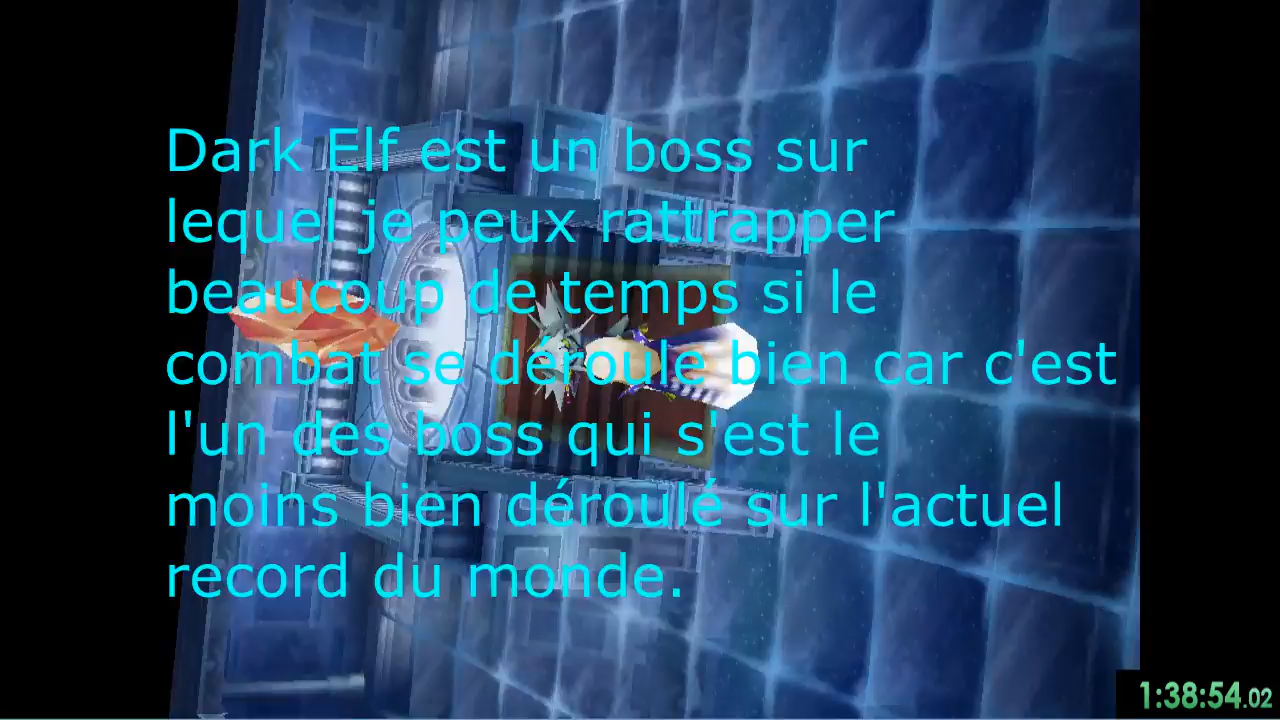 Dark Elf est un boss sur
lequel je peux rattrapper
beaucoup de temps si le
combat se déroule bien car c'est
l'un des boss qui s'est le
moins bien déroulé sur l'actuel
record du monde.
1:38:54.02